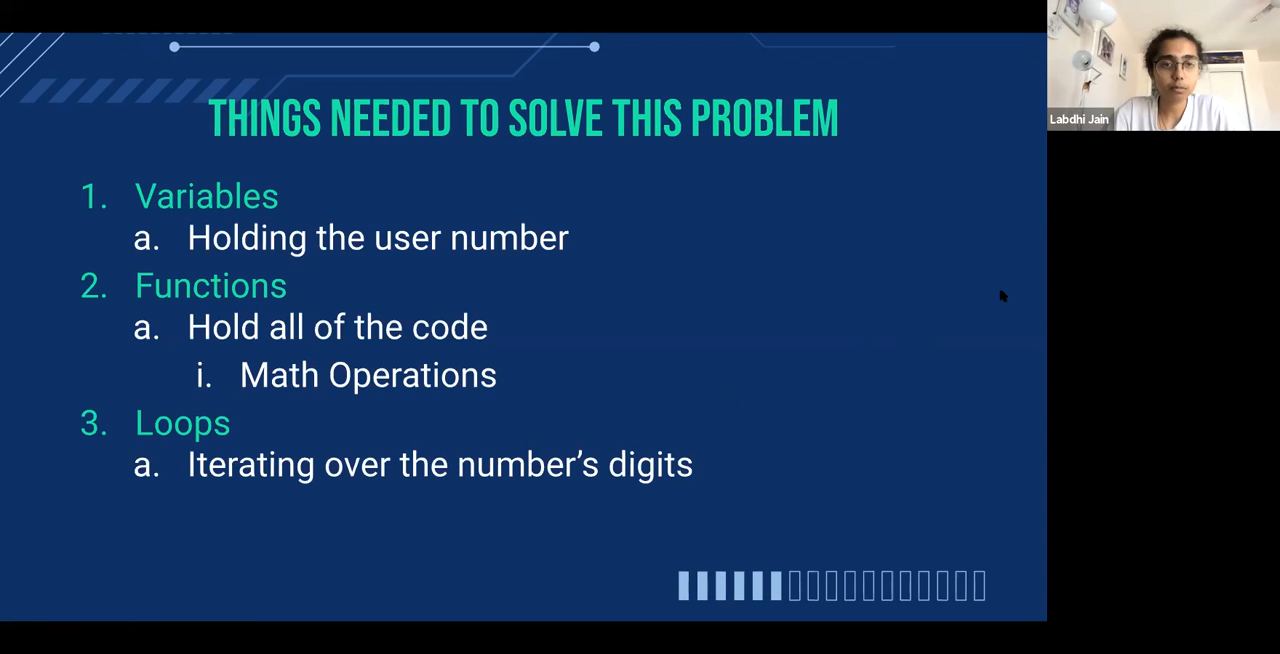 THINGS NEEDED TO SOLVE THIS PROBLEM
1. Variables
a. Holding the user number
2. Functions
a. Hold all of the code
i. Math Operations
3. Loops
a. Iterating over the number’s digits
Labdhi Jain